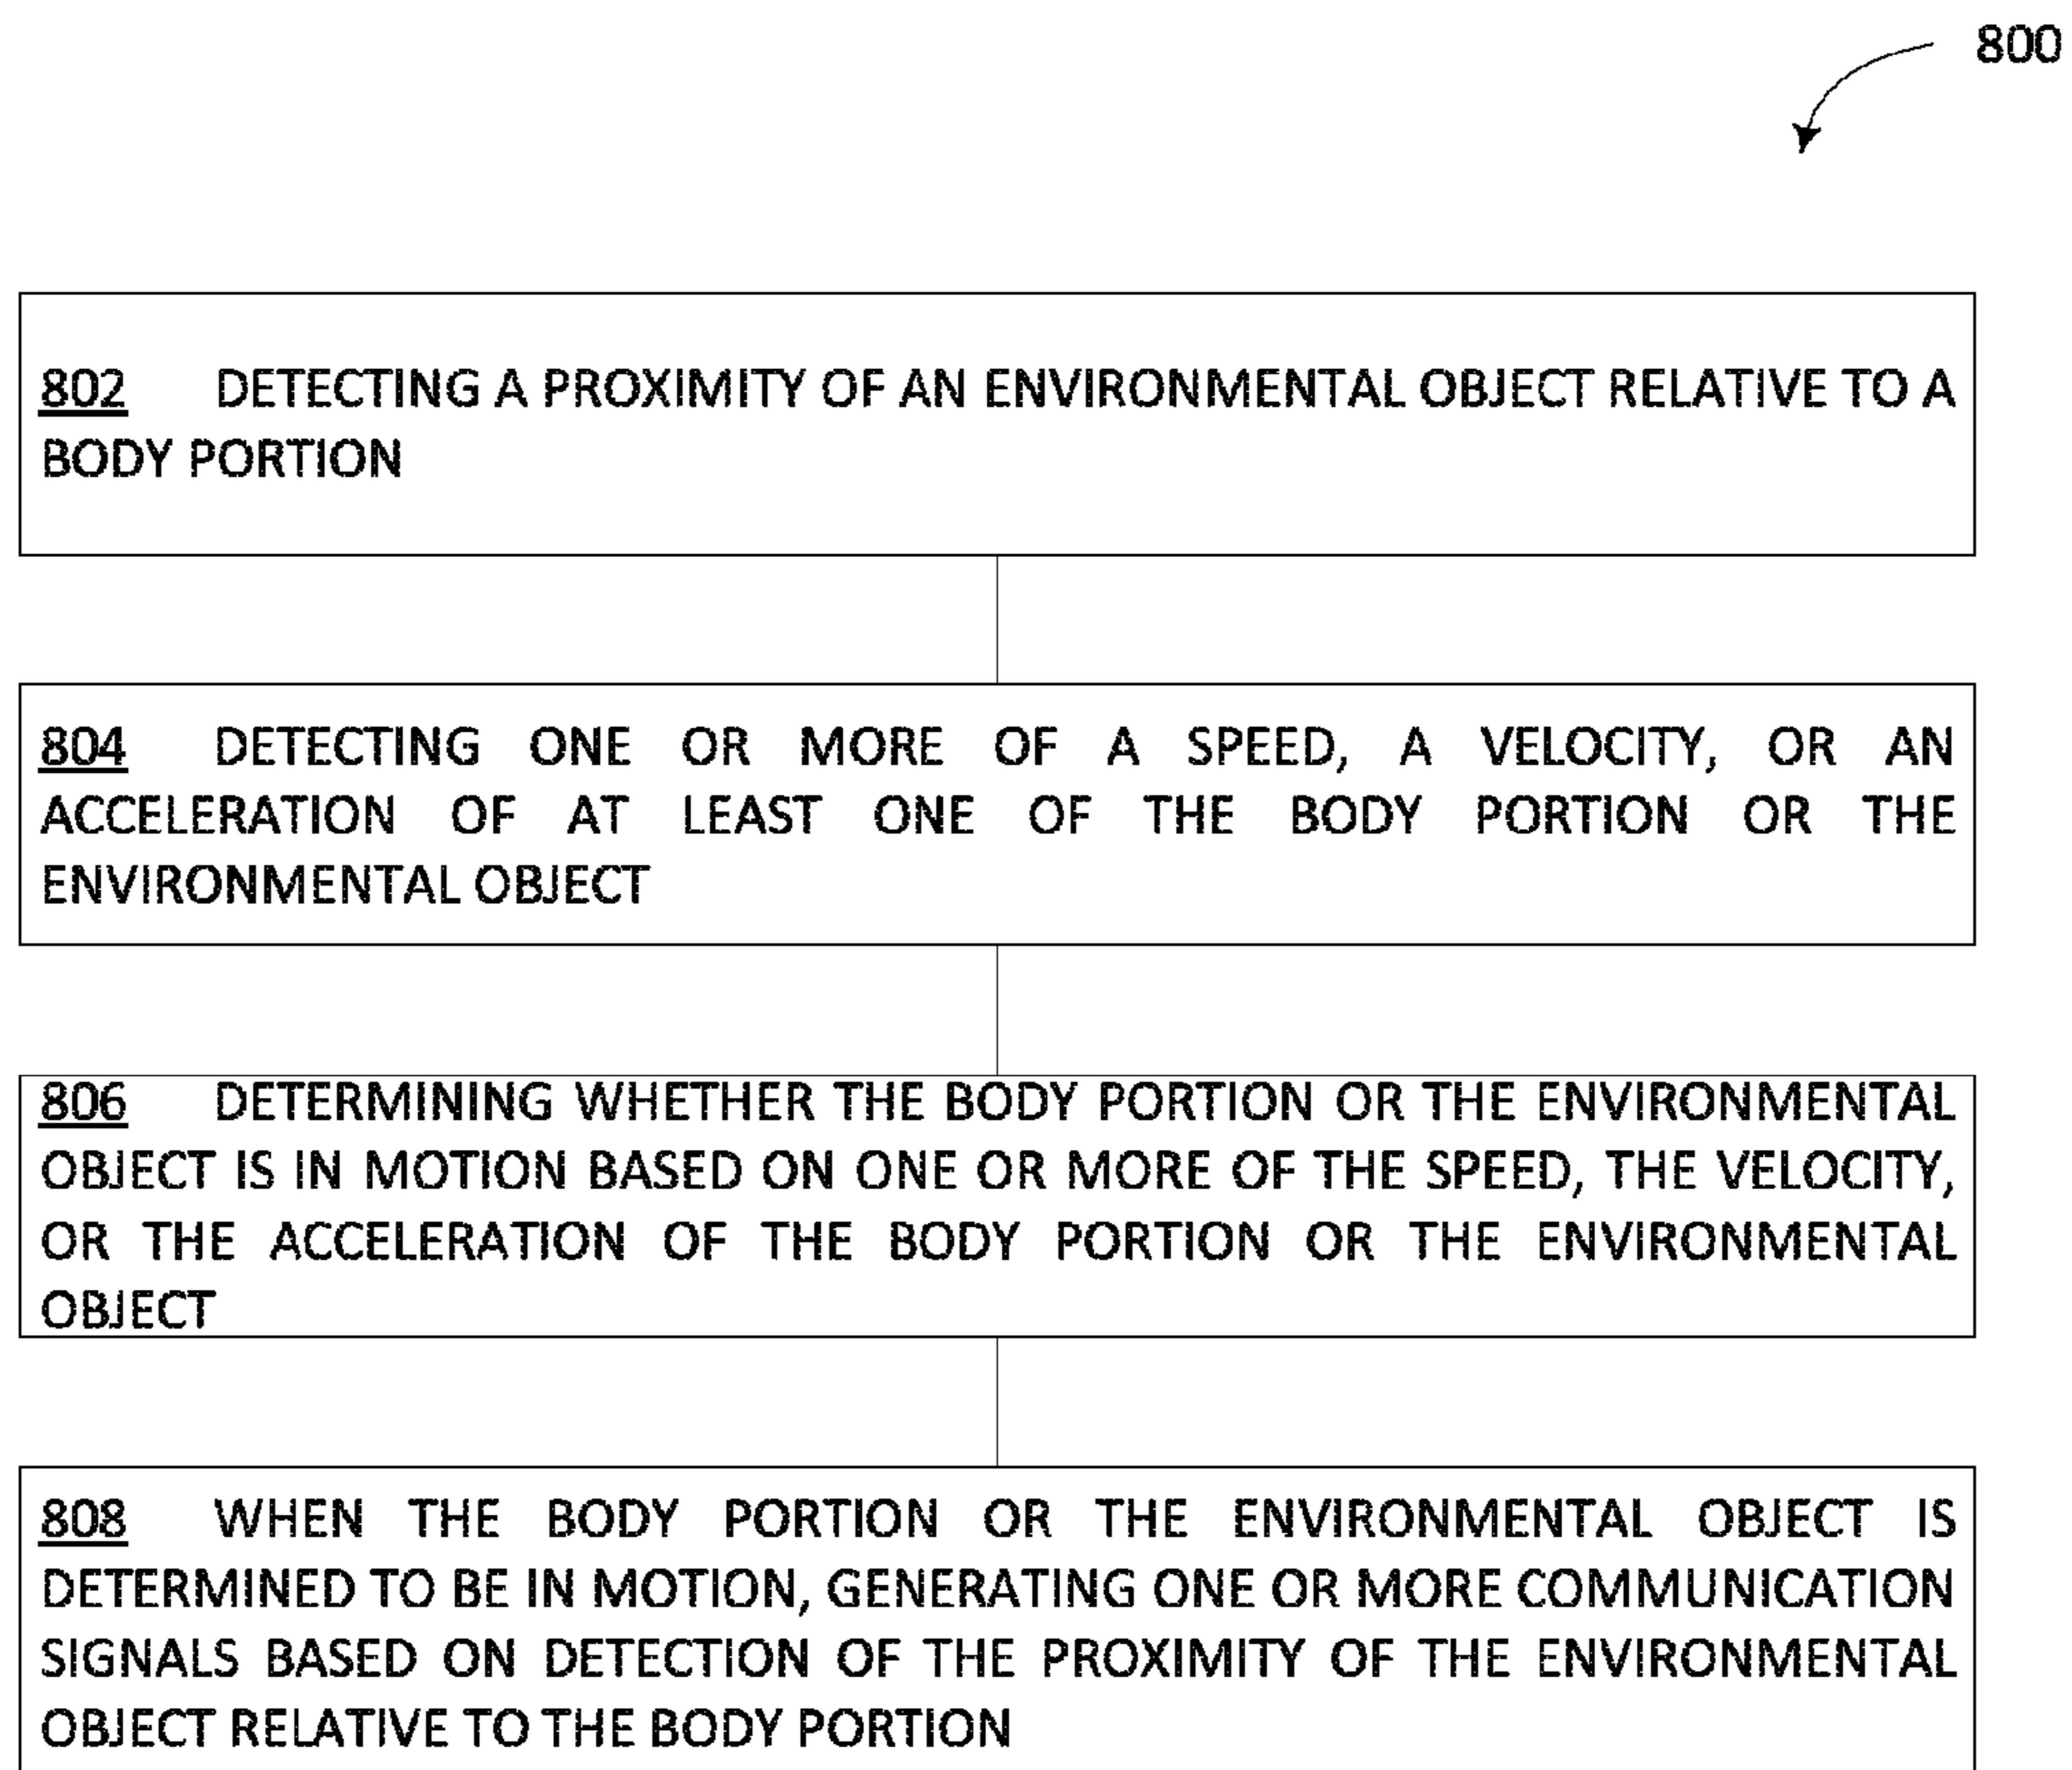 800
802 DETECTING A PROXIMITY OF AN ENVIRONMENTAL OBJECT RELATIVE TO A
BODY PORTION
804 DETECTING ONE OR MORE OF A SPEED, A VELOCITY, OR AN
ACCELERATION OF AT LEAST ONE OF THE BODY PORTION OR THE
ENVIRONMENTAL OBJECT
806 DETERMINING WHETHER THE BODY PORTION OR THE ENVIRONMENTAL
OBJECT IS IN MOTION BASED ON ONE OR MORE OF THE SPEED, THE VELOCITY,
OR THE ACCELERATION OF THE BODY PORTION OR THE ENVIRONMENTAL
OBJECT
808 WHEN THE BODY PORTION OR THE ENVIRONMENTAL OBJECT IS
DETERMINED TO BE IN MOTION, GENERATING ONE OR MORE COMMUNICATION
SIGNALS BASED ON DETECTION OF THE PROXIMITY OF THE ENVIRONMENTAL
OBJECT RELATIVE TO THE BODY PORTION